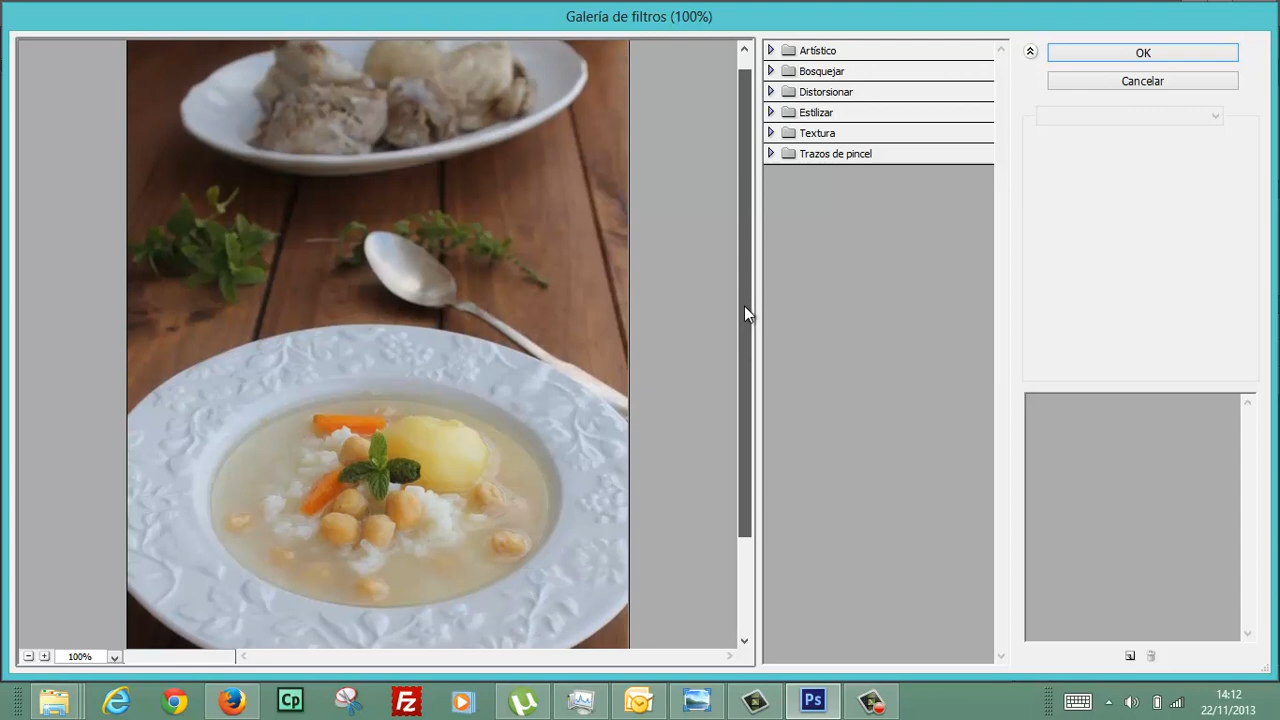 Galería de filtros (100%)
Artístico
Bosquejar
Distorsionar
Estilizar
Textura
Trazos de pincel
OK
Cancelar
100%
Cp
Fz
Ps
14:12
22/11/2013